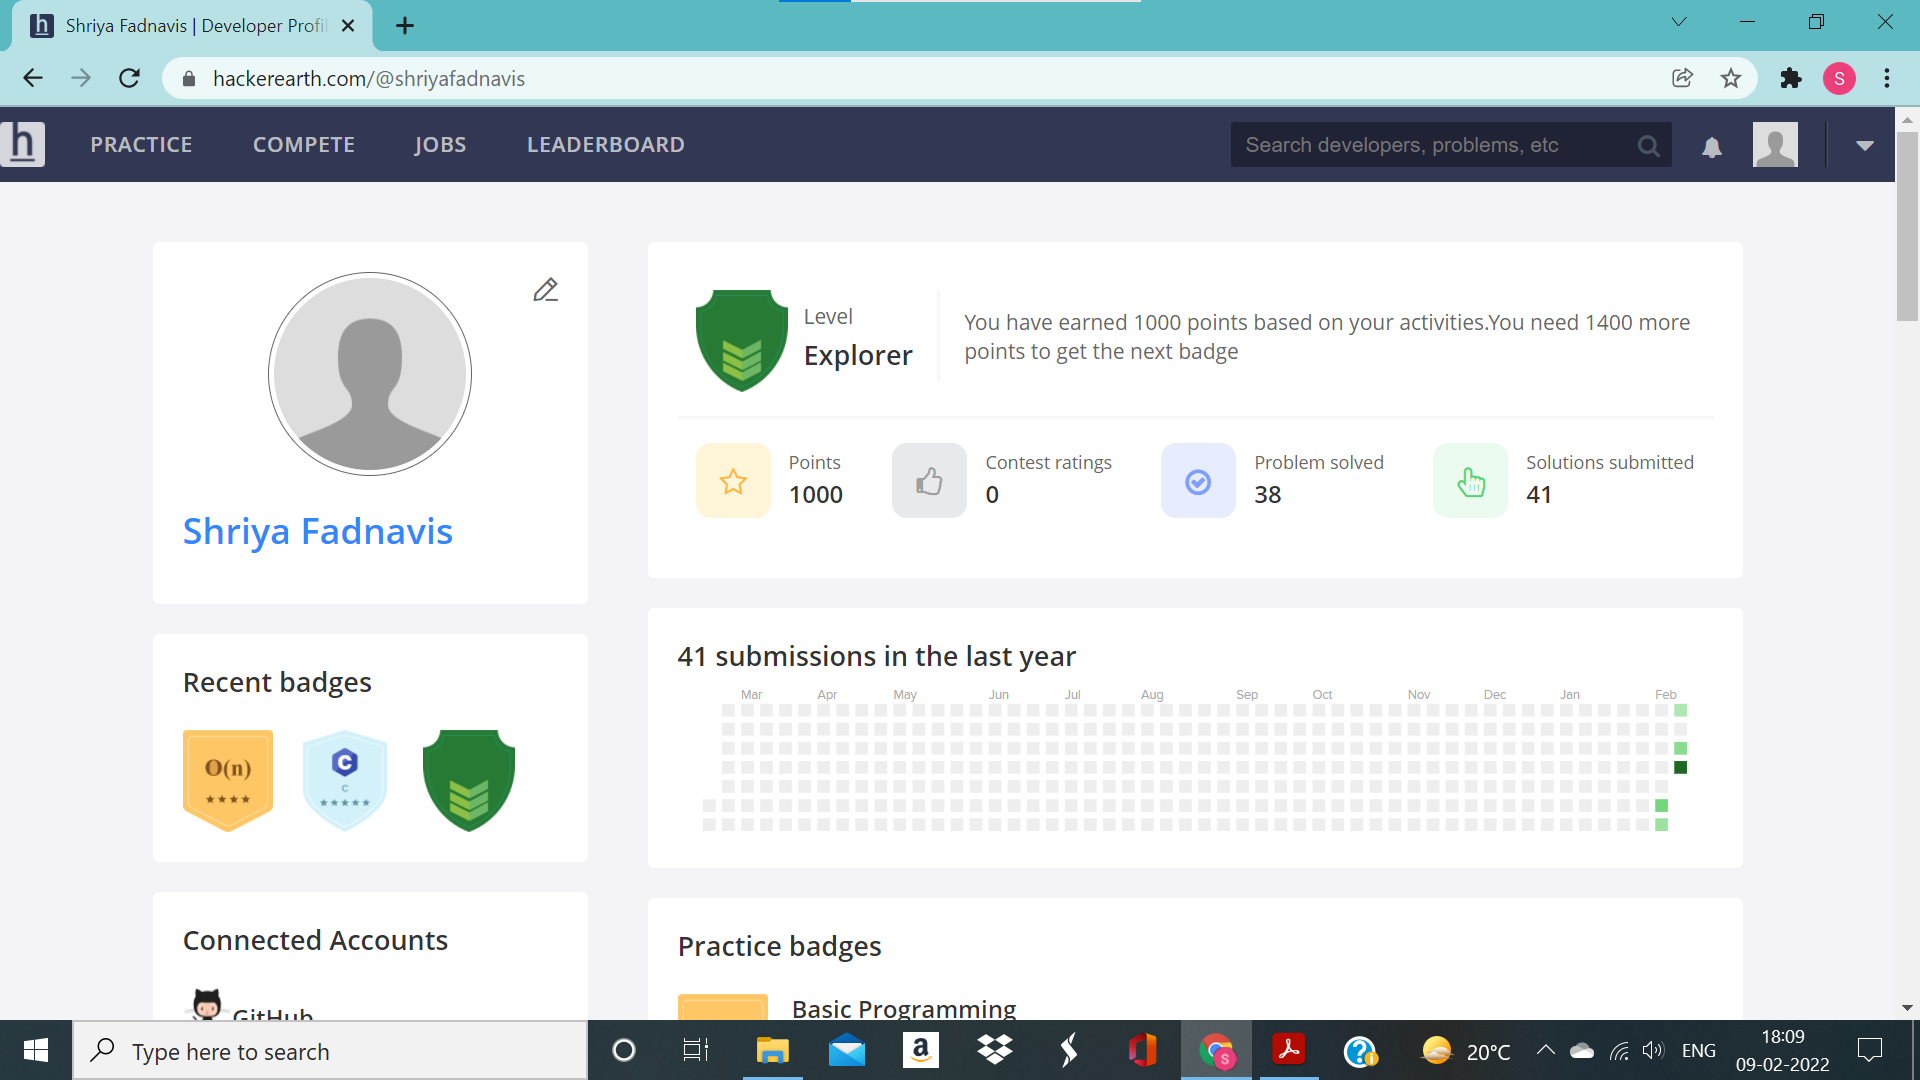 Shriya Fadnavis | Developer Profil
hackerearth.com/@shriyafadnavis
S
h
PRACTICE
COMPETE
JOBS
LEADERBOARD
Search developers, problems, etc
Level
Explorer
You have earned 1000 points based on your activities.You need 1400 more
points to get the next badge
Points
1000
Contest ratings
0
Problem solved
38
Solutions submitted
41
Shriya Fadnavis
Recent badges
O(n)
C
C
41 submissions in the last year
Mar Apr May Jun Jul Aug Sep Oct Nov Dec Jan Feb
Connected Accounts
GitHub
Practice badges
Basic Programming
Type here to search
a
S
20°C
ENG
18:09
09-02-2022